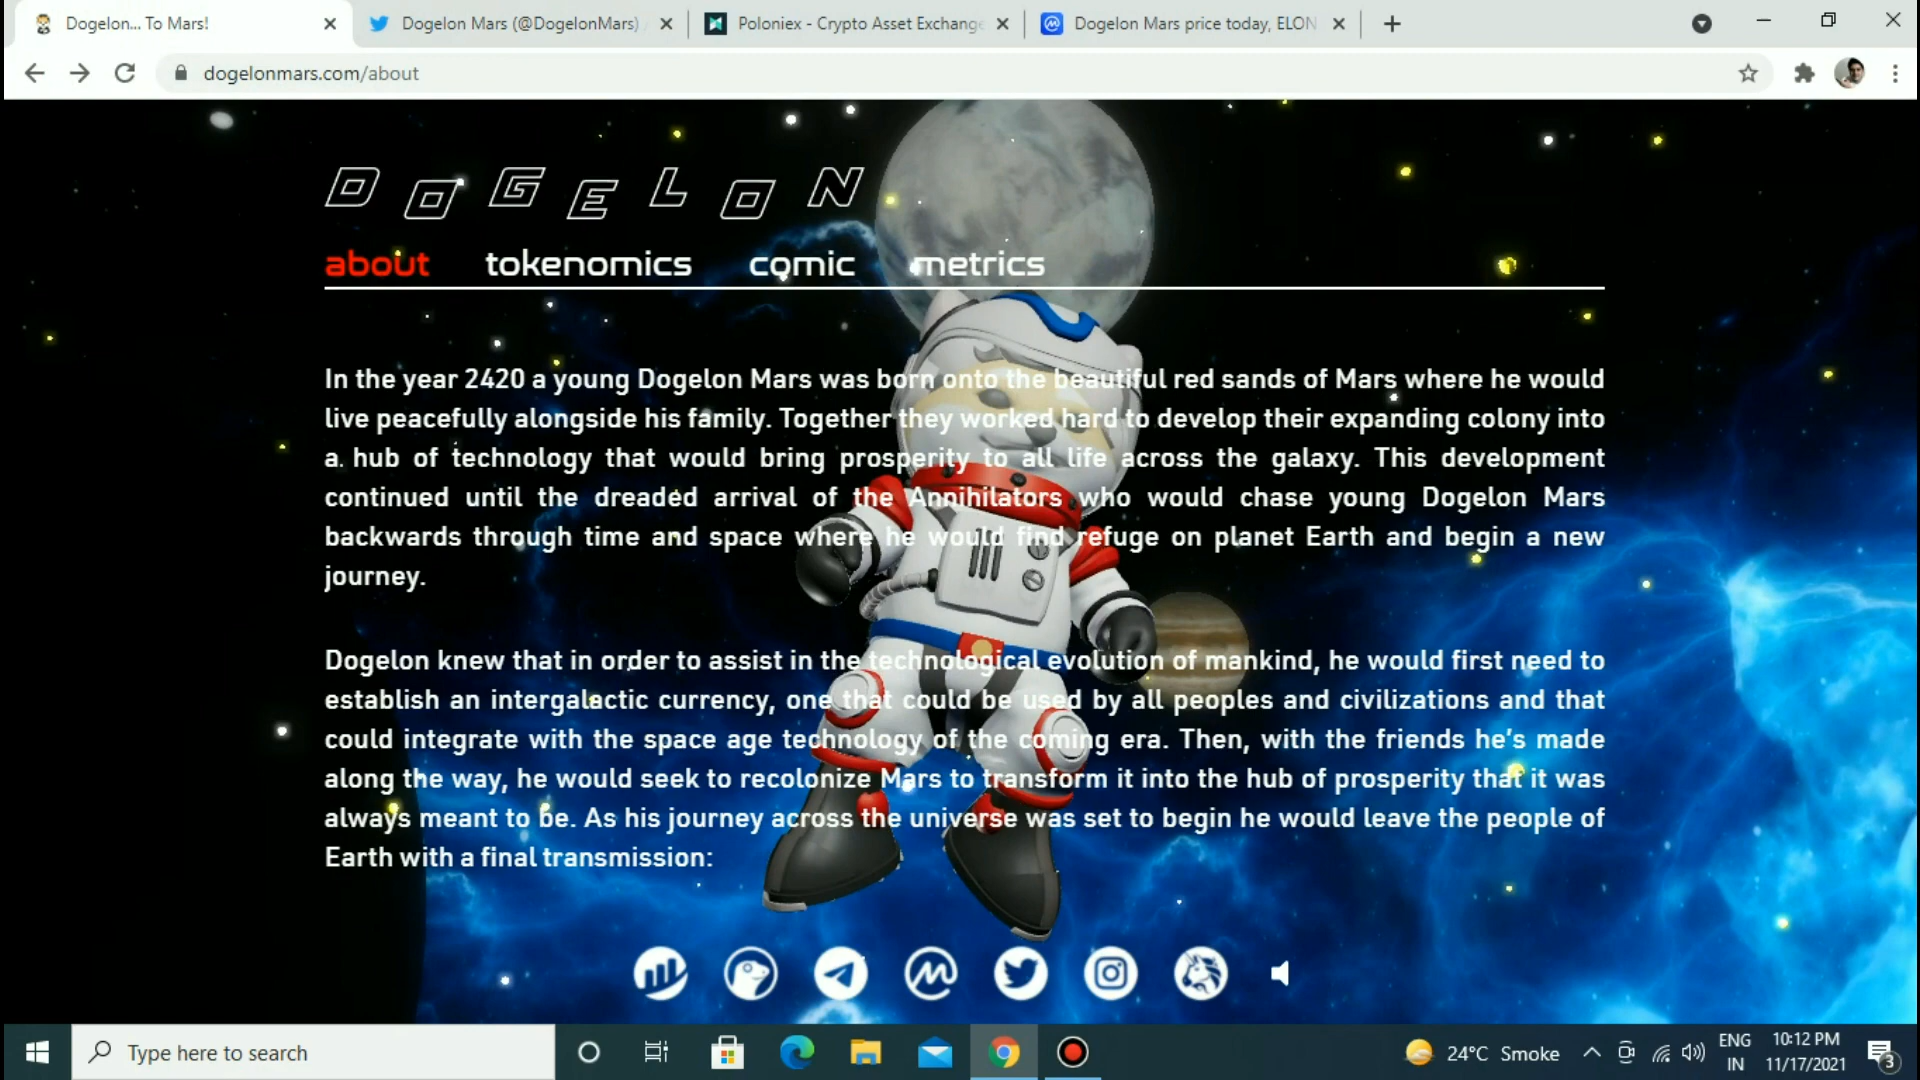 Dogelon... To Mars!
Dogelon Mars (@DogelonMars)
Poloniex - Crypto Asset Exchange
Dogelon Mars price today, ELON
dogelonmars.com/about
DOGELON
about tokenomics comic metrics
In the year 2420 a young Dogelon Mars was born onto the beautiful red sands of Mars where he would
live peacefully alongside his family. Together they worked hard to develop their expanding colony into
a hub of technology that would bring prosperity to all life across the galaxy. This development
continued until the dreaded arrival of the Annihilators who would chase young Dogelon Mars
backwards through time and space where he would find refuge on planet Earth and begin a new
journey.
Dogelon knew that in order to assist in the technological evolution of mankind, he would first need to
establish an intergalactic currency, one that could be used by all peoples and civilizations and that
could integrate with the space age technology of the coming era. Then, with the friends he's made
along the way, he would seek to recolonize Mars to transform it into the hub of prosperity that it was
always meant to be. As his journey across the universe was set to begin he would leave the people of
Earth with a final transmission:
Type here to search
24°C Smoke
ENG
IN
10:12 PM
11/17/2021
3